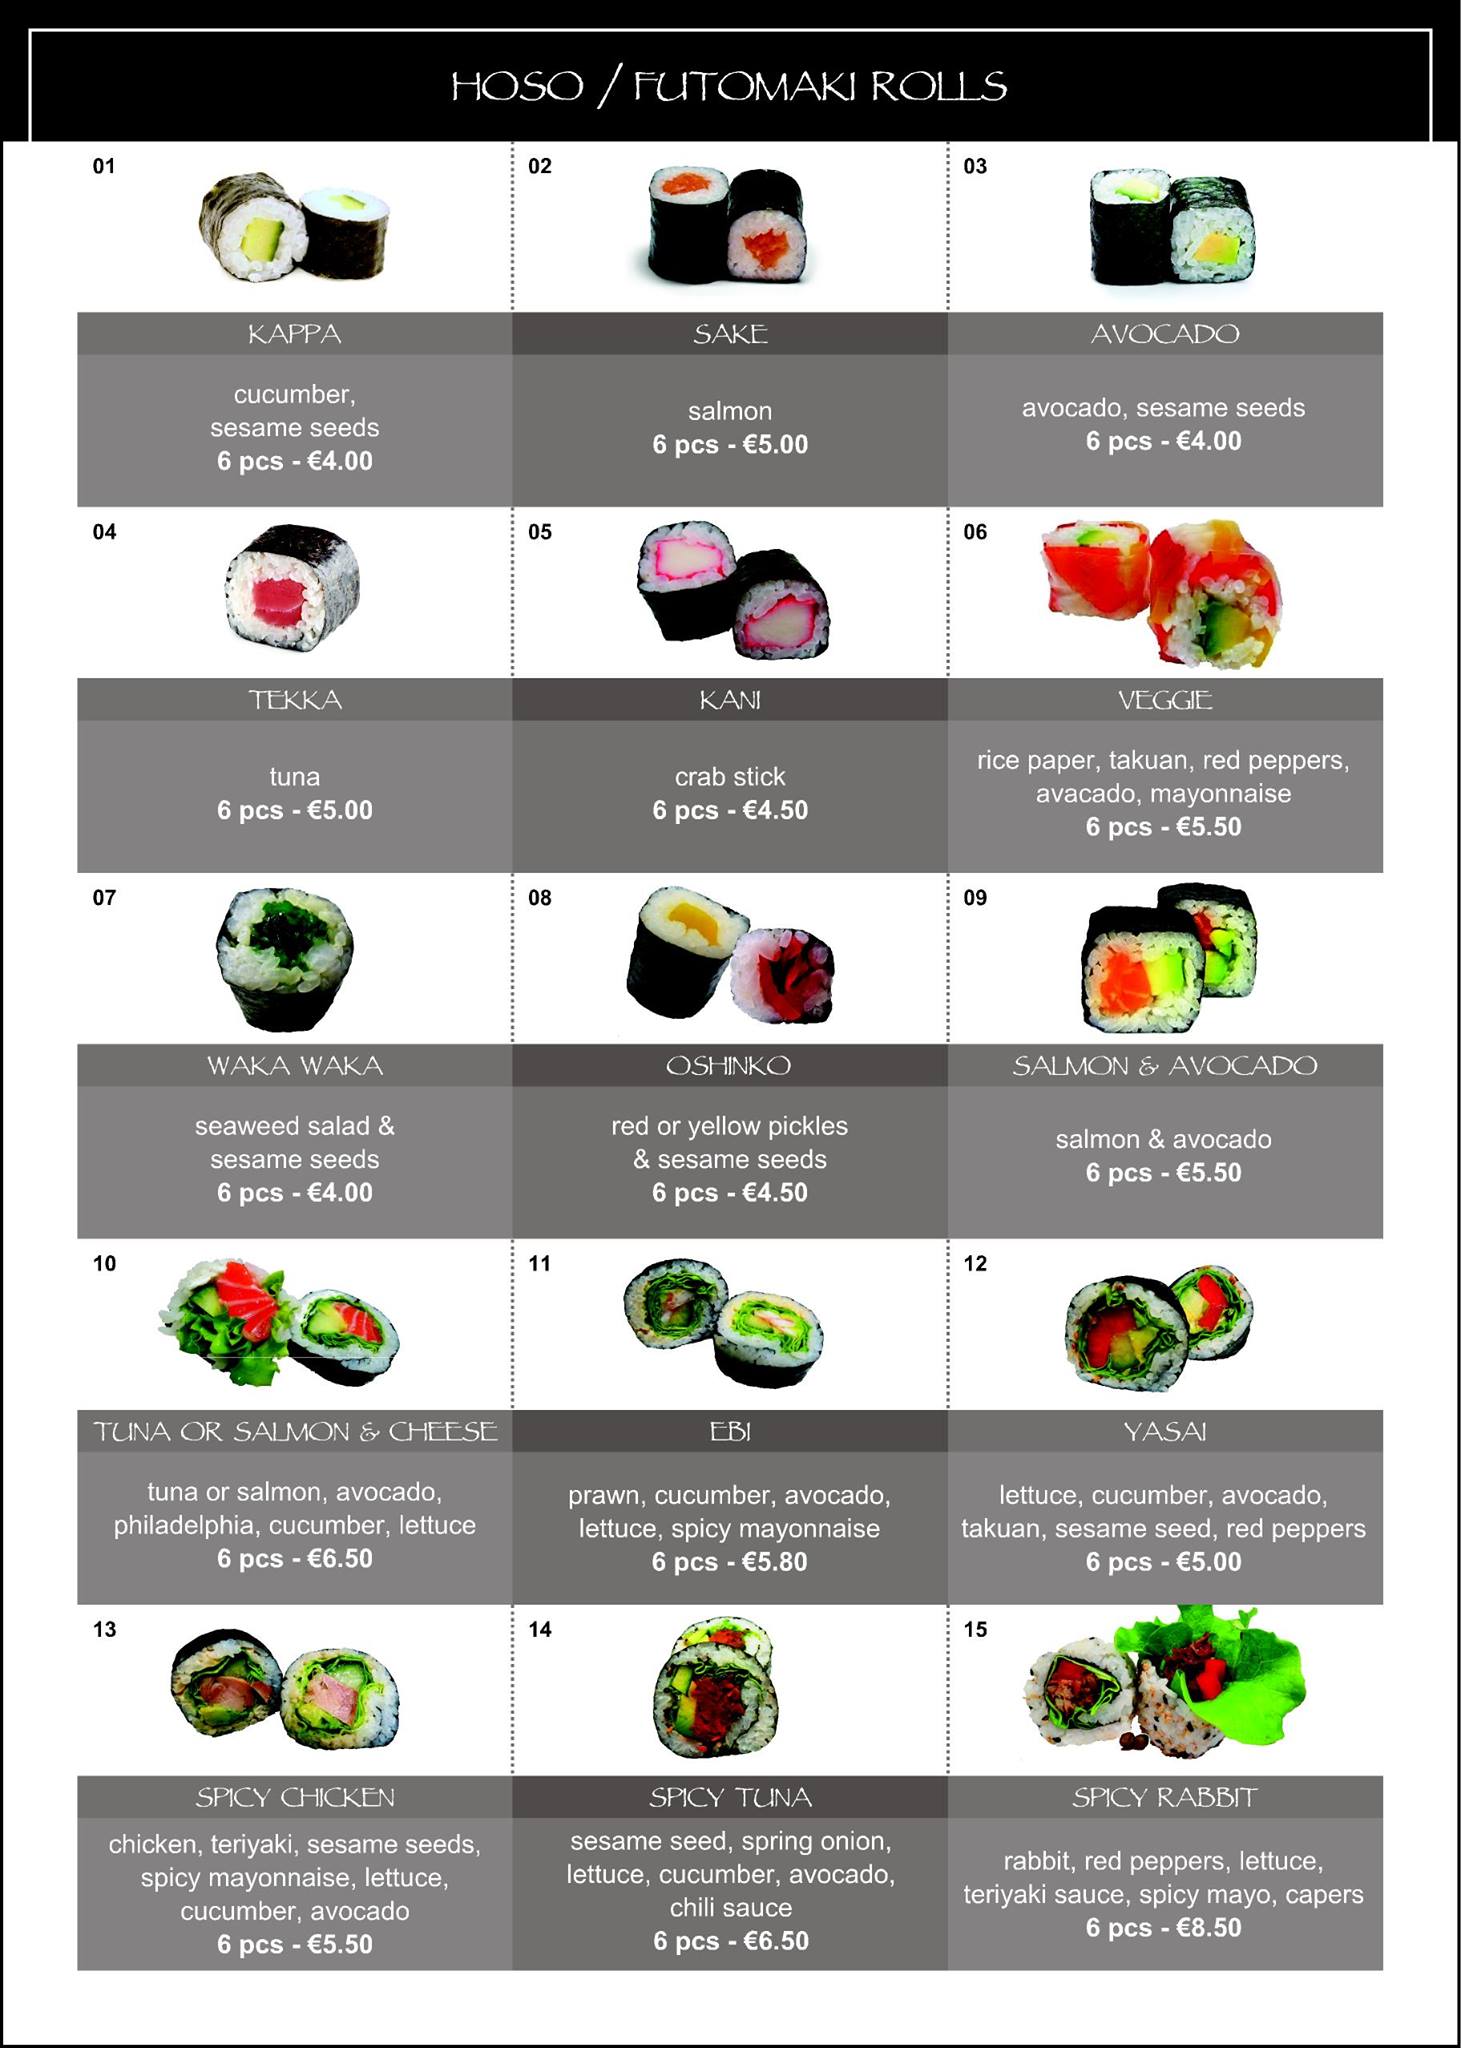 HOSO / FUTOMAKI ROLLS
01
KAPPA
cucumber,
sesame seeds
6 pcs - €4.00
02
SAKE
salmon
6 pcs - €5.00
03
AVOCADO
avocado, sesame seeds
6 pcs - €4.00
04
TEKKA
tuna
6 pcs - €5.00
05
KANI
crab stick
6 pcs - €4.50
06
VEGGIE
rice paper, takuan, red peppers,
avacado, mayonnaise
6 pcs - €5.50
07
WAKA WAKA
seaweed salad &
sesame seeds
6 pcs - €4.00
08
OSHINKO
red or yellow pickles
& sesame seeds
6 pcs - €4.50
09
SALMON & AVOCADO
salmon & avocado
6 pcs - €5.50
10
TUNA OR SALMON & CHEESE
tuna or salmon, avocado,
philadelphia, cucumber, lettuce
6 pcs - €6.50
11
EBI
prawn, cucumber, avocado,
lettuce, spicy mayonnaise
6 pcs - €5.80
12
YASAI
lettuce, cucumber, avocado,
takuan, sesame seed, red peppers
6 pcs - €5.00
13
SPICY CHICKEN
chicken, teriyaki, sesame seeds,
spicy mayonnaise, lettuce,
cucumber, avocado
6 pcs - €5.50
14
SPICY TUNA
sesame seed, spring onion,
lettuce, cucumber, avocado,
chili sauce
6 pcs - €6.50
15
SPICY RABBIT
rabbit, red peppers, lettuce,
teriyaki sauce, spicy mayo, capers
6 pcs - €8.50